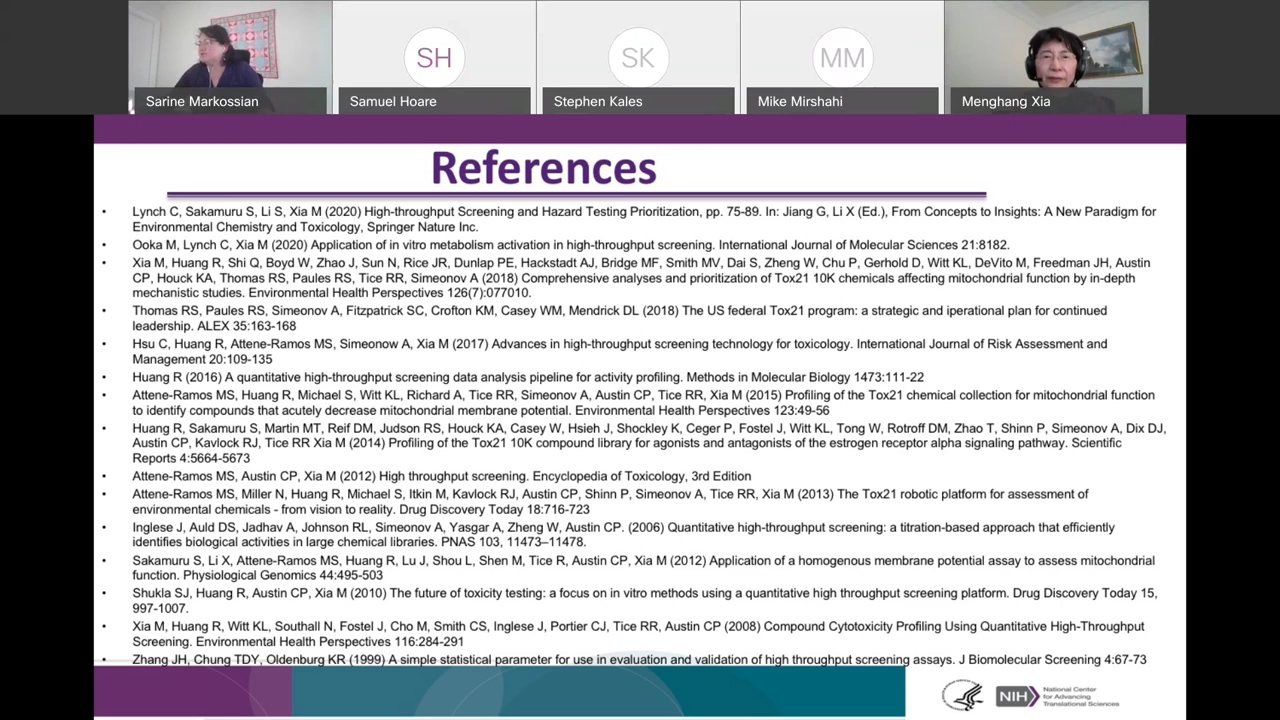 SH
SK
MM
Sarine Markossian
Samuel Hoare
Stephen Kales
Mike Mirshahi
Menghang Xia
References
• Lynch C, Sakamuru S, Li S, Xia M (2020) High-throughput Screening and Hazard Testing Prioritization, pp. 75-89. In: Jiang G, Li X (Ed.), From Concepts to Insights: A New Paradigm for
Environmental Chemistry and Toxicology, Springer Nature Inc.
• Ooka M, Lynch C, Xia M (2020) Application of in vitro metabolism activation in high-throughput screening. International Journal of Molecular Sciences 21:8182.
• Xia M, Huang R, Shi Q, Boyd W, Zhao J, Sun N, Rice JR, Dunlap PE, Hackstadt AJ, Bridge MF, Smith MV, Dai S, Zheng W, Chu P, Gerhold D, Witt KL, DeVito M, Freedman JH, Austin
CP, Houck KA, Thomas RS, Paules RS, Tice RR, Simeonov A (2018) Comprehensive analyses and prioritization of Tox21 10K chemicals affecting mitochondrial function by in-depth
mechanistic studies. Environmental Health Perspectives 126(7):077010.
• Thomas RS, Paules RS, Simeonov A, Fitzpatrick SC, Crofton KM, Casey WM, Mendrick DL (2018) The US federal Tox21 program: a strategic and iperational plan for continued
leadership. ALEX 35:163-168
• Hsu C, Huang R, Attene-Ramos MS, Simeonow A, Xia M (2017) Advances in high-throughput screening technology for toxicology. International Journal of Risk Assessment and
Management 20:109-135
• Huang R (2016) A quantitative high-throughput screening data analysis pipeline for activity profiling. Methods in Molecular Biology 1473:111-22
• Attene-Ramos MS, Huang R, Michael S, Witt KL, Richard A, Tice RR, Simeonov A, Austin CP, Tice RR, Xia M (2015) Profiling of the Tox21 chemical collection for mitochondrial function
to identify compounds that acutely decrease mitochondrial membrane potential. Environmental Health Perspectives 123:49-56
• Huang R, Sakamuru S, Martin MT, Reif DM, Judson RS, Houck KA, Casey W, Hsieh J, Shockley K, Ceger P, Fostel J, Witt KL, Tong W, Rotroff DM, Zhao T, Shinn P, Simeonov A, Dix DJ,
Austin CP, Kavlock RJ, Tice RR Xia M (2014) Profiling of the Tox21 10K compound library for agonists and antagonists of the estrogen receptor alpha signaling pathway. Scientific
Reports 4:5664-5673
• Attene-Ramos MS, Austin CP, Xia M (2012) High throughput screening. Encyclopedia of Toxicology, 3rd Edition
• Attene-Ramos MS, Miller N, Huang R, Michael S, Itkin M, Kavlock RJ, Austin CP, Shinn P, Simeonov A, Tice RR, Xia M (2013) The Tox21 robotic platform for assessment of
environmental chemicals - from vision to reality. Drug Discovery Today 18:716-723
• Inglese J, Auld DS, Jadhav A, Johnson RL, Simeonov A, Yasgar A, Zheng W, Austin CP. (2006) Quantitative high-throughput screening: a titration-based approach that efficiently
identifies biological activities in large chemical libraries. PNAS 103, 11473–11478.
• Sakamuru S, Li X, Attene-Ramos MS, Huang R, Lu J, Shou L, Shen M, Tice R, Austin CP, Xia M (2012) Application of a homogenous membrane potential assay to assess mitochondrial
function. Physiological Genomics 44:495-503
• Shukla SJ, Huang R, Austin CP, Xia M (2010) The future of toxicity testing: a focus on in vitro methods using a quantitative high throughput screening platform. Drug Discovery Today 15,
997-1007.
• Xia M, Huang R, Witt KL, Southall N, Fostel J, Cho M, Smith CS, Inglese J, Portier CJ, Tice RR, Austin CP (2008) Compound Cytotoxicity Profiling Using Quantitative High-Throughput
Screening. Environmental Health Perspectives 116:284-291
• Zhang JH, Chung TDY, Oldenburg KR (1999) A simple statistical parameter for use in evaluation and validation of high throughput screening assays. J Biomolecular Screening 4:67-73
NIH
National Center
for Advancing
Translational Sciences